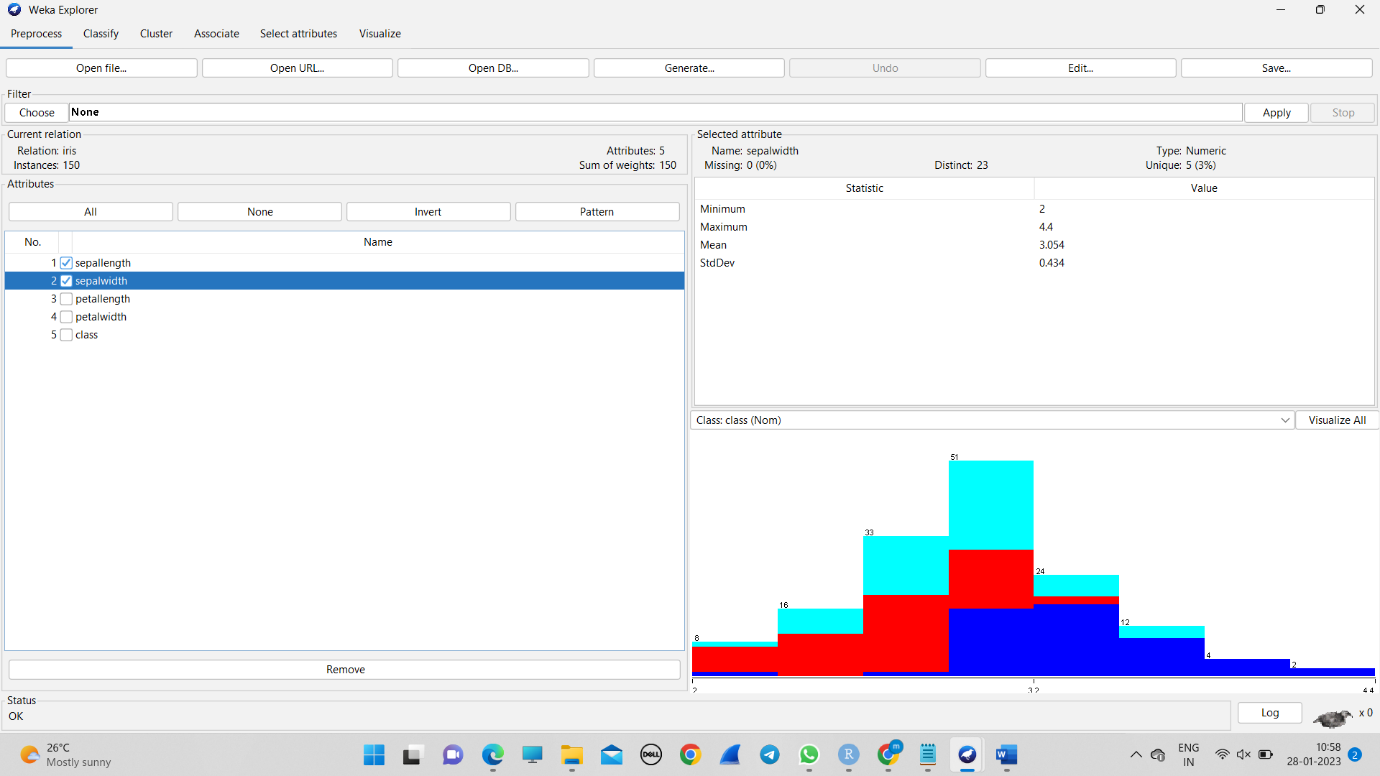 Weka Explorer
Preprocess Classify Cluster Associate Select attributes Visualize
Open file... Open URL... Open DB... Generate... Undo Edit... Save...
Filter
Choose None Apply Stop
Current relation
Relation: iris Attributes: 5
Instances: 150 Sum of weights: 150
Attributes
All None Invert Pattern
No. Name
1 sepallength
2 sepalwidth
3 petallength
4 petalwidth
5 class
Remove
Selected attribute
Name: sepalwidth Type: Numeric
Missing: 0 (0%) Distinct: 23 Unique: 5 (3%)
Statistic Value
Minimum 2
Maximum 4.4
Mean 3.054
StdDev 0.434
Class: class (Nom) Visualize All
8 16 33 51 24 12 4 2
2 3.2 4.4
Status
OK
Log x 0
26°C
Mostly sunny
DELL
R
m
W
ENG
IN
10:58
28-01-2023
2